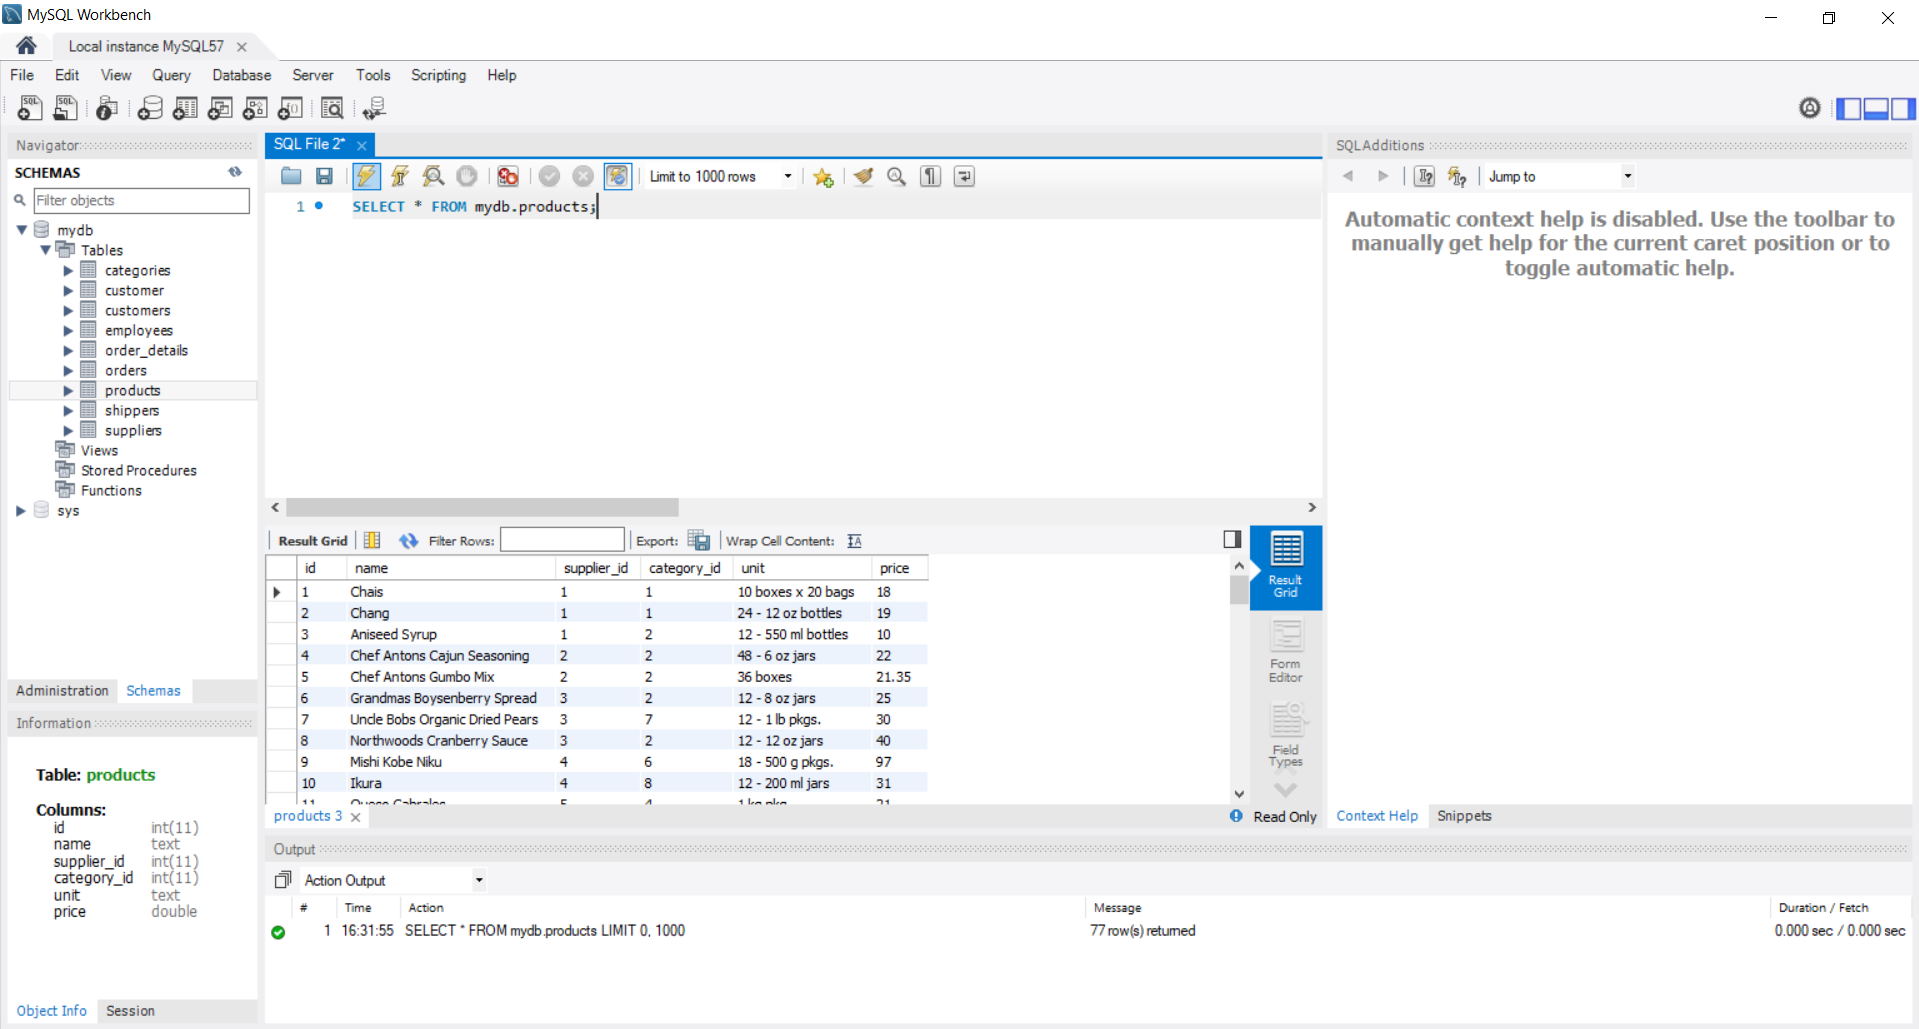 MySQL Workbench
Local instance MySQL57
File Edit View Query Database Server Tools Scripting Help
Navigator
SCHEMAS
Filter objects
mydb
Tables
categories
customer
customers
employees
order_details
orders
products
shippers
suppliers
Views
Stored Procedures
Functions
sys
Administration Schemas
Information
Table: products
Columns:
id int(11)
name text
supplier_id int(11)
category_id int(11)
unit text
price double
Object Info Session
SQL File 2*
Limit to 1000 rows
1 SELECT * FROM mydb.products;
Result Grid Filter Rows: Export: Wrap Cell Content:
id name supplier_id category_id unit price
1 Chais 1 1 10 boxes x 20 bags 18
2 Chang 1 1 24 - 12 oz bottles 19
3 Aniseed Syrup 1 2 12 - 550 ml bottles 10
4 Chef Antons Cajun Seasoning 2 2 48 - 6 oz jars 22
5 Chef Antons Gumbo Mix 2 2 36 boxes 21.35
6 Grandmas Boysenberry Spread 3 2 12 - 8 oz jars 25
7 Uncle Bobs Organic Dried Pears 3 7 12 - 1 lb pkgs. 30
8 Northwoods Cranberry Sauce 3 2 12 - 12 oz jars 40
9 Mishi Kobe Niku 4 6 18 - 500 g pkgs. 97
10 Ikura 4 8 12 - 200 ml jars 31
Result
Grid
Form
Editor
Field
Types
products 3
Read Only
SQLAdditions
Jump to
Automatic context help is disabled. Use the toolbar to
manually get help for the current caret position or to
toggle automatic help.
Context Help Snippets
Output
Action Output
# Time Action Message Duration / Fetch
1 16:31:55 SELECT * FROM mydb.products LIMIT 0, 1000 77 row(s) returned 0.000 sec / 0.000 sec